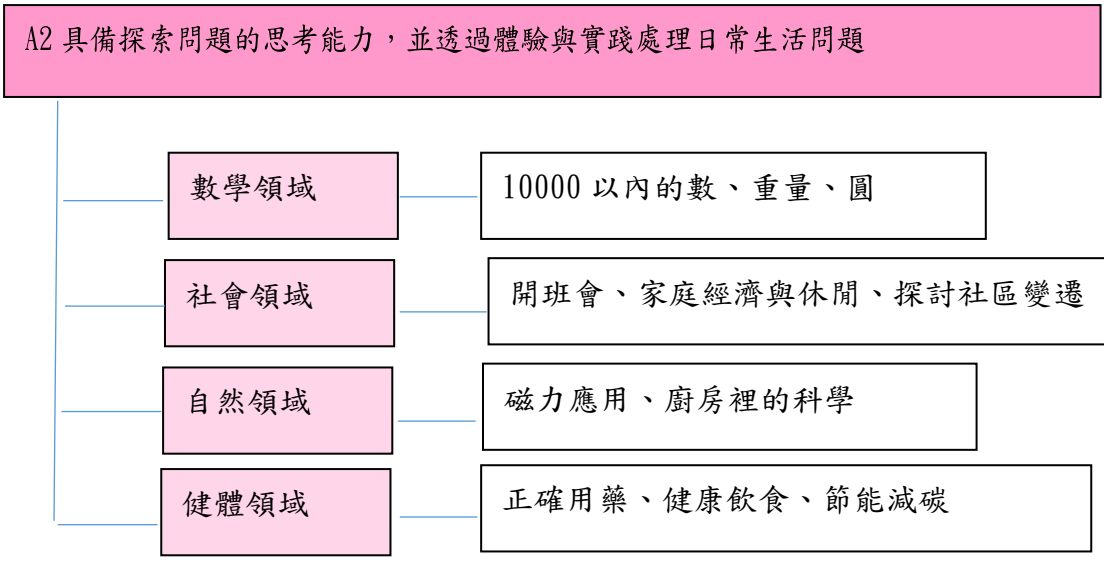 A2 具備探索問題的思考能力，並透過體驗與實踐處理日常生活問題
數學領域
10000 以內的數、重量、圓
社會領域
開班會、家庭經濟與休閒、探討社區變遷
自然領域
磁力應用、廚房裡的科學
健體領域
正確用藥、健康飲食、節能減碳